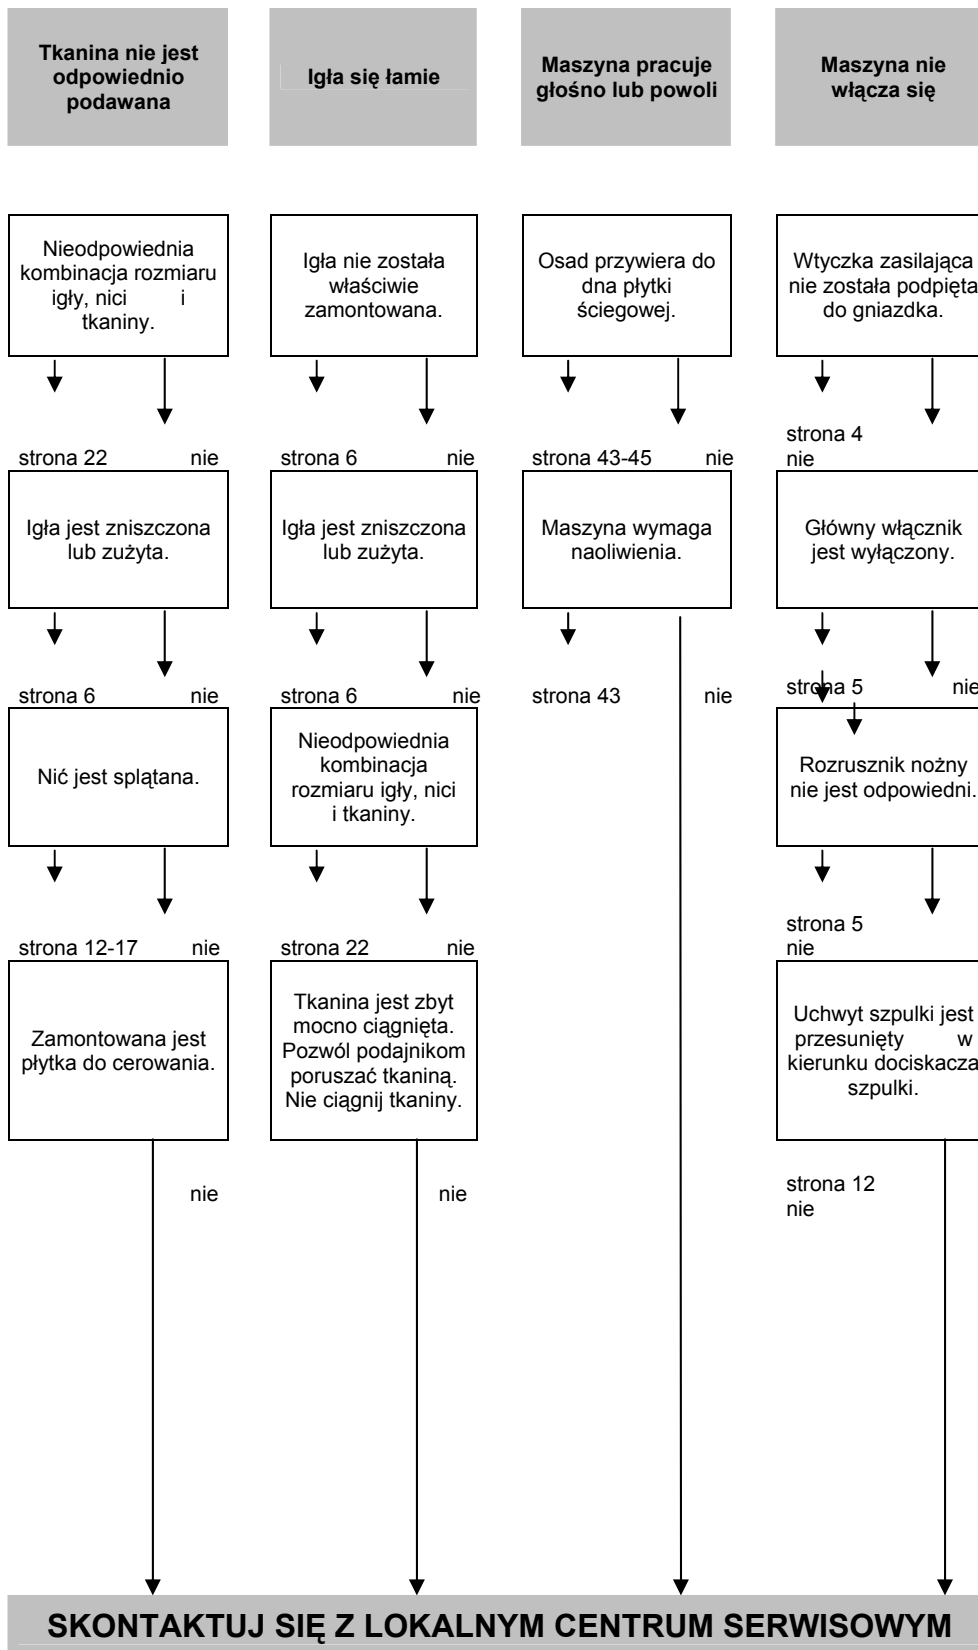 Tkanina nie jest
odpowiednio
podawana
Igła się łamie
Maszyna pracuje
głośno lub powoli
Maszyna nie
włącza się
Nieodpowiednia
kombinacja rozmiaru
igły, nici i
tkaniny.
Igła nie została
właściwie
zamontowana.
Osad przywiera do
dna płytki
ściegowej.
Wtyczka zasilająca
nie została podpięta
do gniazdka.
strona 22 nie
strona 6 nie
strona 43-45 nie
strona 4
nie
Igła jest zniszczona
lub zużyta.
Igła jest zniszczona
lub zużyta.
Maszyna wymaga
naoliwienia.
Główny włącznik
jest wyłączony.
strona 6 nie
strona 6 nie
strona 43 nie
strona 5 nie
Nić jest splątana.
Nieodpowiednia
kombinacja
rozmiaru igły, nici
i tkaniny.
Rozrusznik nożny
nie jest odpowiedni.
strona 12-17 nie
strona 22 nie
strona 5
nie
Zamontowana jest
płytka do cerowania.
Tkanina jest zbyt
mocno ciągnięta.
Pozwól podajnikom
poruszać tkaniną.
Nie ciągnij tkaniny.
Uchwyt szpulki jest
przesunięty w
kierunku dociskacza
szpulki.
nie
nie
strona 12
nie
SKONTAKTUJ SIĘ Z LOKALNYM CENTRUM SERWISOWYM